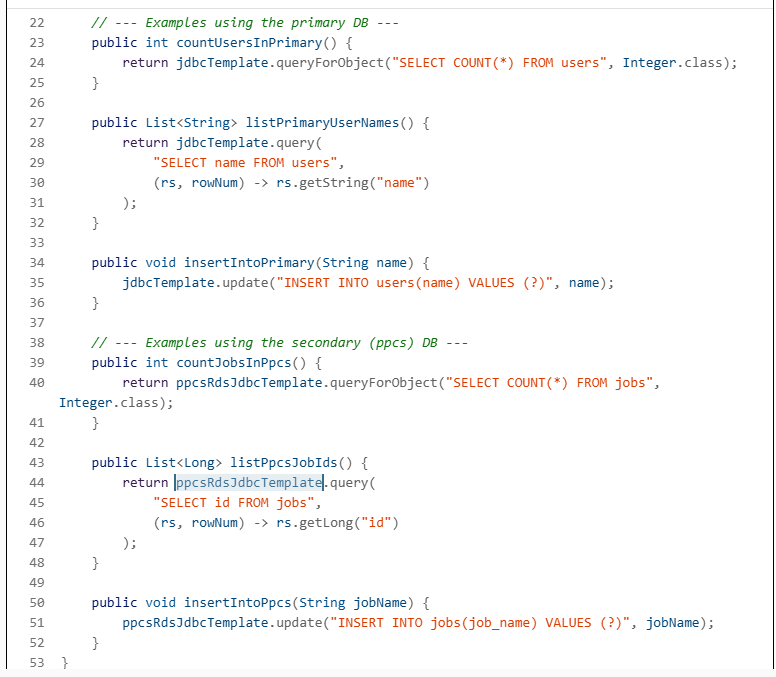 22 // --- Examples using the primary DB ---
23 public int countUsersInPrimary() {
24 return jdbcTemplate.queryForObject("SELECT COUNT(*) FROM users", Integer.class);
25 }
26
27 public List<String> listPrimaryUserNames() {
28 return jdbcTemplate.query(
29 "SELECT name FROM users",
30 (rs, rowNum) -> rs.getString("name")
31 );
32 }
33
34 public void insertIntoPrimary(String name) {
35 jdbcTemplate.update("INSERT INTO users(name) VALUES (?)", name);
36 }
37
38 // --- Examples using the secondary (ppcs) DB ---
39 public int countJobsInPpcs() {
40 return ppcsRdsJdbcTemplate.queryForObject("SELECT COUNT(*) FROM jobs",
Integer.class);
41 }
42
43 public List<Long> listPpcsJobIds() {
44 return ppcsRdsJdbcTemplate.query(
45 "SELECT id FROM jobs",
46 (rs, rowNum) -> rs.getLong("id")
47 );
48 }
49
50 public void insertIntoPpcs(String jobName) {
51 ppcsRdsJdbcTemplate.update("INSERT INTO jobs(job_name) VALUES (?)", jobName);
52 }
53 }